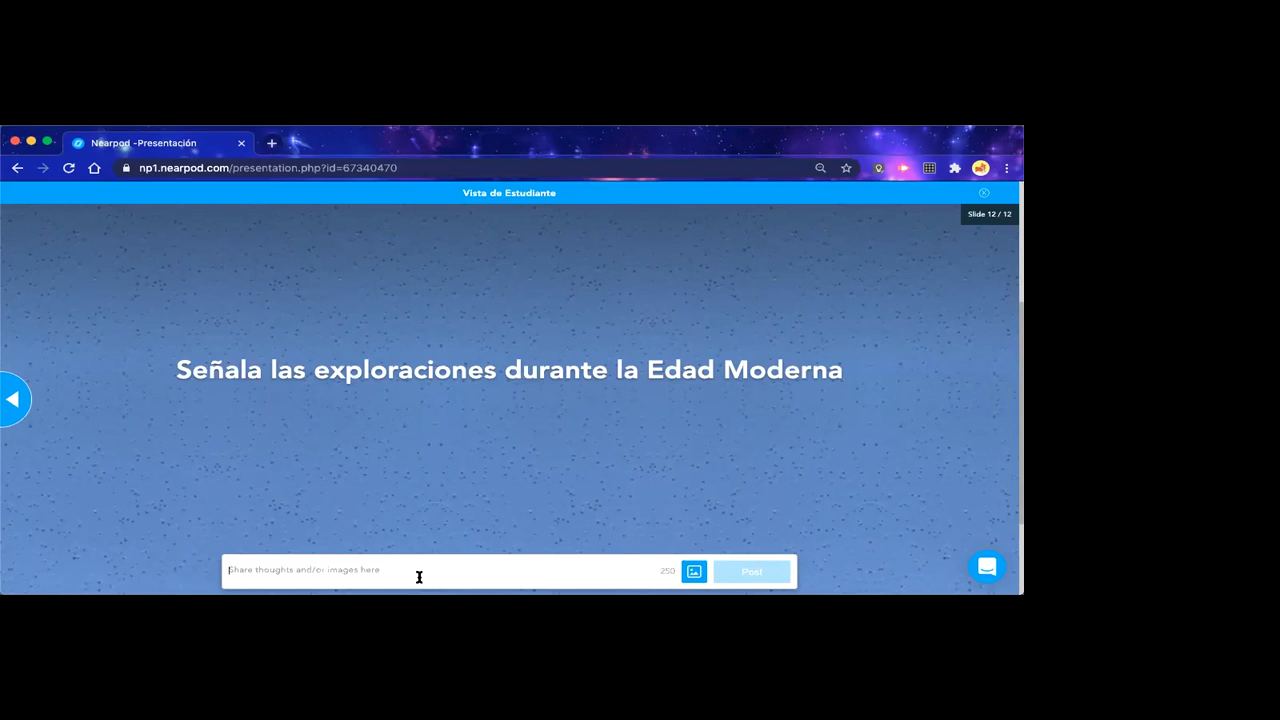 Nearpod -Presentación
np1.nearpod.com/presentation.php?id=67340470
Vista de Estudiante
Slide 12 / 12
Señala las exploraciones durante la Edad Moderna
Share thoughts and/or images here
250
Post